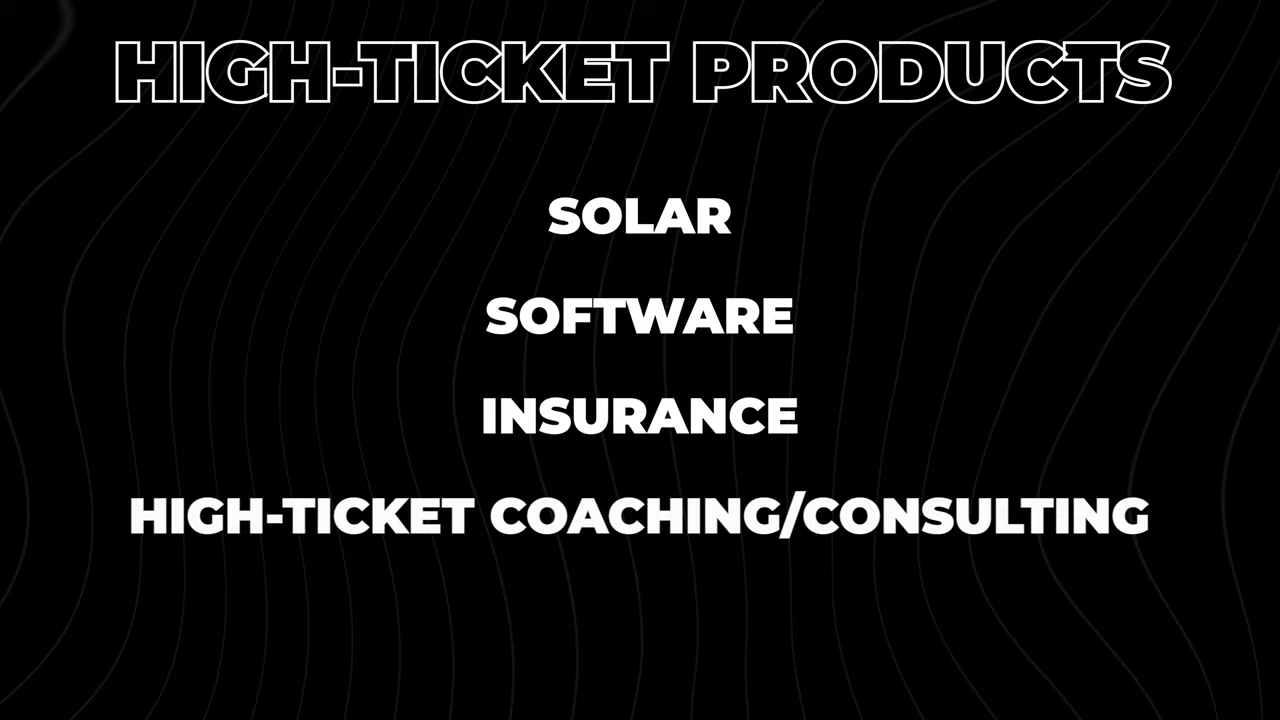 HIGH-TICKET PRODUCTS
SOLAR
SOFTWARE
INSURANCE
HIGH-TICKET COACHING/CONSULTING